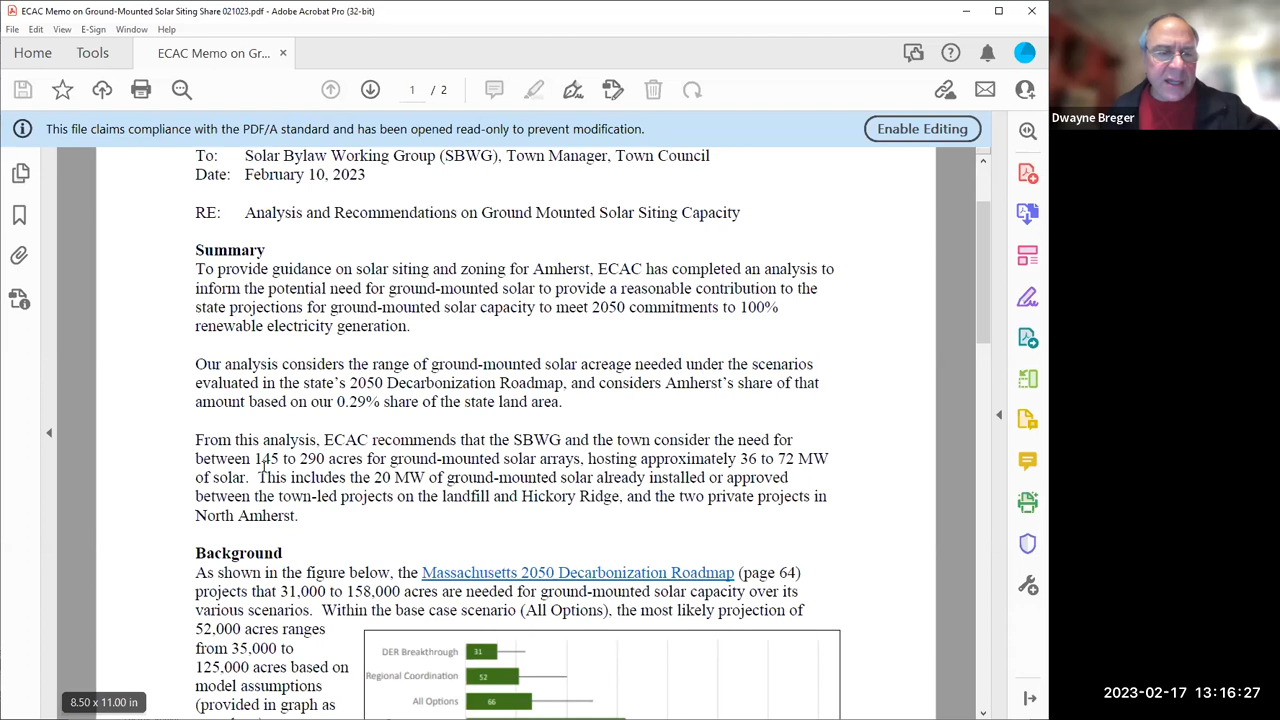 ECAC Memo on Ground-Mounted Solar Siting Share 021023.pdf - Adobe Acrobat Pro (32-bit)
File Edit View E-Sign Window Help
Home Tools ECAC Memo on Gr... ×
1 / 2
This file claims compliance with the PDF/A standard and has been opened read-only to prevent modification.
Enable Editing
Dwayne Breger
To: Solar Bylaw Working Group (SBWG), Town Manager, Town Council
Date: February 10, 2023
RE: Analysis and Recommendations on Ground Mounted Solar Siting Capacity
Summary
To provide guidance on solar siting and zoning for Amherst, ECAC has completed an analysis to
inform the potential need for ground-mounted solar to provide a reasonable contribution to the
state projections for ground-mounted solar capacity to meet 2050 commitments to 100%
renewable electricity generation.
Our analysis considers the range of ground-mounted solar acreage needed under the scenarios
evaluated in the state's 2050 Decarbonization Roadmap, and considers Amherst's share of that
amount based on our 0.29% share of the state land area.
From this analysis, ECAC recommends that the SBWG and the town consider the need for
between 145 to 290 acres for ground-mounted solar arrays, hosting approximately 36 to 72 MW
of solar. This includes the 20 MW of ground-mounted solar already installed or approved
between the town-led projects on the landfill and Hickory Ridge, and the two private projects in
North Amherst.
Background
As shown in the figure below, the Massachusetts 2050 Decarbonization Roadmap (page 64)
projects that 31,000 to 158,000 acres are needed for ground-mounted solar capacity over its
various scenarios. Within the base case scenario (All Options), the most likely projection of
52,000 acres ranges
from 35,000 to
125,000 acres based on
model assumptions
(provided in graph as
DER Breakthrough 31
Regional Coordination 52
All Options 66
8.50 x 11.00 in
2023-02-17 13:16:27